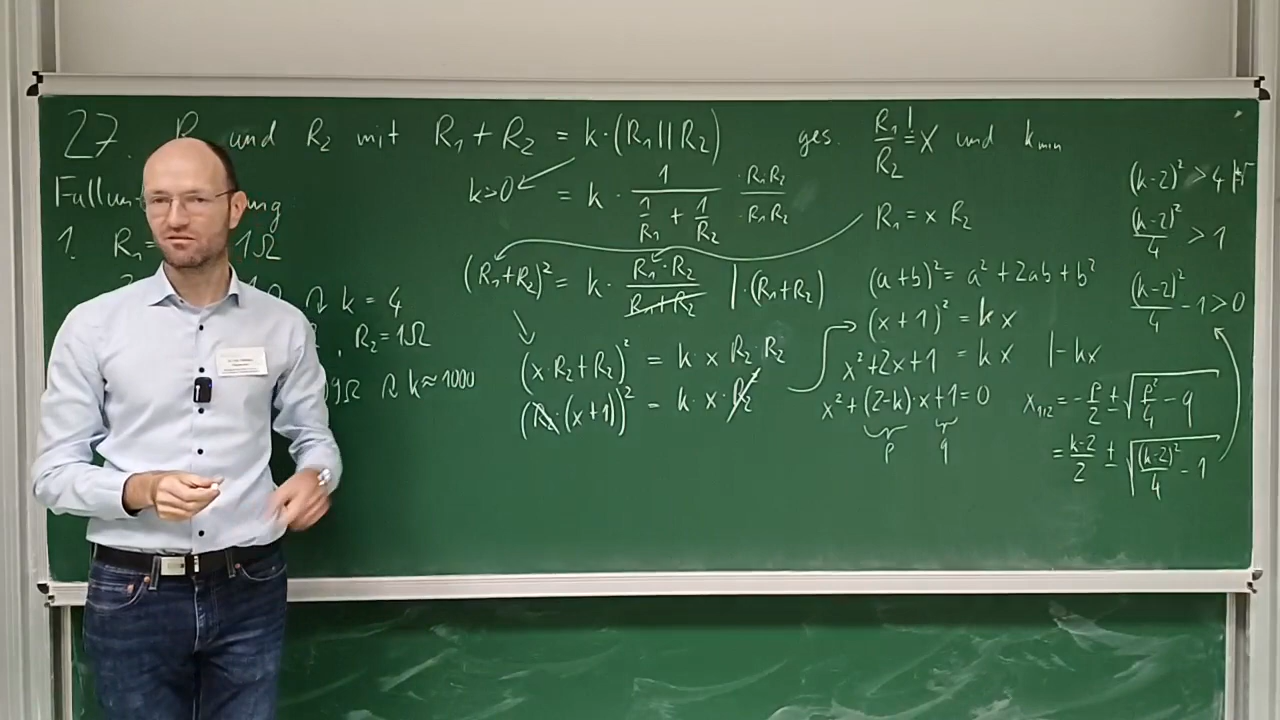 27. R und R₂ mit R₁ + R₂ = k · (R₁ || R₂) ges. R₁/R₂ =! x und k_min
k>0 = k · 1/(1/R₁ + 1/R₂) · R₁R₂/· R₁R₂
1. R₁= 1Ω
(R₁+R₂)² = k · R₁·R₂/R₁+R₂ | ·(R₁+R₂)
k = 4
, R₂=1Ω
9Ω k ≈ 1000
(x·R₂+R₂)² = k·x R₂·R₂
(R₂·(x+1))² = k·x·R₂²
R₁ = x R₂
(a+b)² = a² + 2ab + b²
(x+1)² = k x
x²+2x+1 = kx |-kx
x² + (2-k)·x+1=0
p q
x₁/₂ = -p/2 ± √(p²/4 - q)
= k-2/2 ± √((k-2)²/4 - 1)
(k-2)²/4 - 1 > 0
(k-2)²/4 > 1
(k-2)² > 4 |√